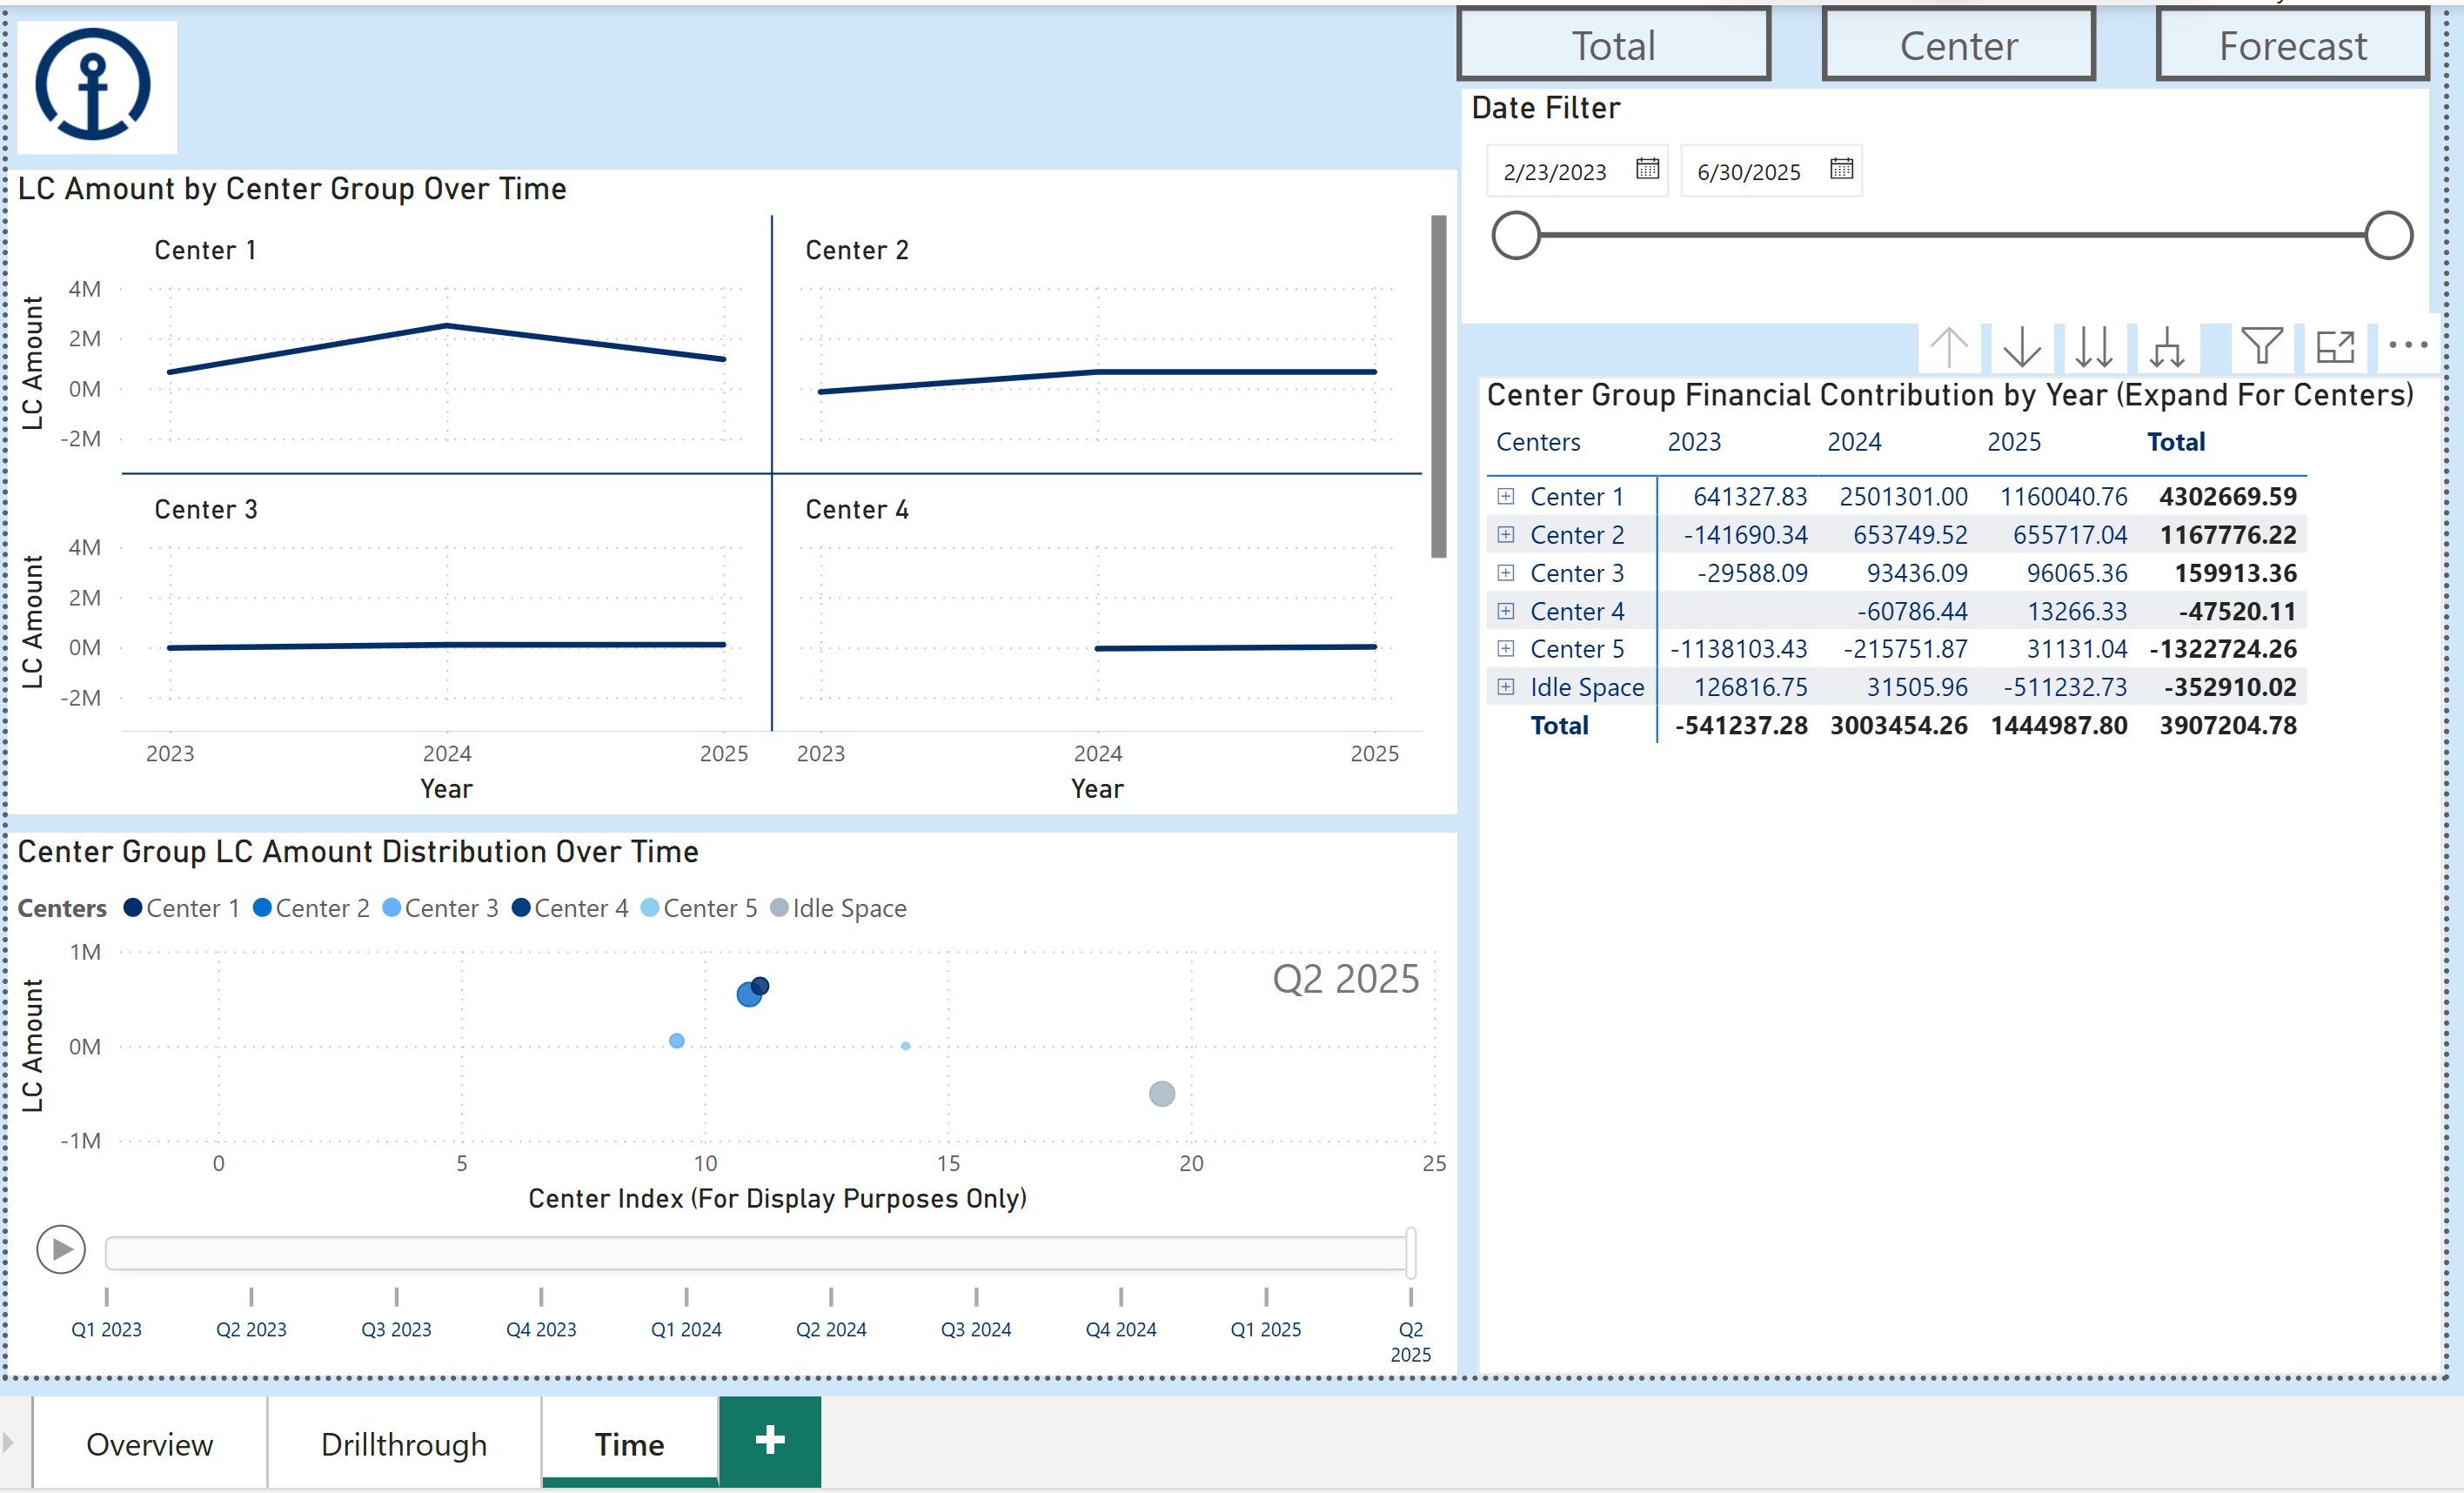 Total
Center
Forecast
Date Filter
2/23/2023
6/30/2025
LC Amount by Center Group Over Time
Center 1
Center 2
LC Amount
4M
2M
0M
-2M
Center 3
Center 4
LC Amount
4M
2M
0M
-2M
2023 2024 2025 2023 2024 2025
Year Year
Center Group Financial Contribution by Year (Expand For Centers)
Centers 2023 2024 2025 Total
Center 1 641327.83 2501301.00 1160040.76 4302669.59
Center 2 -141690.34 653749.52 655717.04 1167776.22
Center 3 -29588.09 93436.09 96065.36 159913.36
Center 4 -60786.44 13266.33 -47520.11
Center 5 -1138103.43 -215751.87 31131.04 -1322724.26
Idle Space 126816.75 31505.96 -511232.73 -352910.02
Total -541237.28 3003454.26 1444987.80 3907204.78
Center Group LC Amount Distribution Over Time
Centers Center 1 Center 2 Center 3 Center 4 Center 5 Idle Space
LC Amount
1M
0M
-1M
Q2 2025
0 5 10 15 20 25
Center Index (For Display Purposes Only)
Q1 2023 Q2 2023 Q3 2023 Q4 2023 Q1 2024 Q2 2024 Q3 2024 Q4 2024 Q1 2025 Q2
2025
Overview Drillthrough Time +